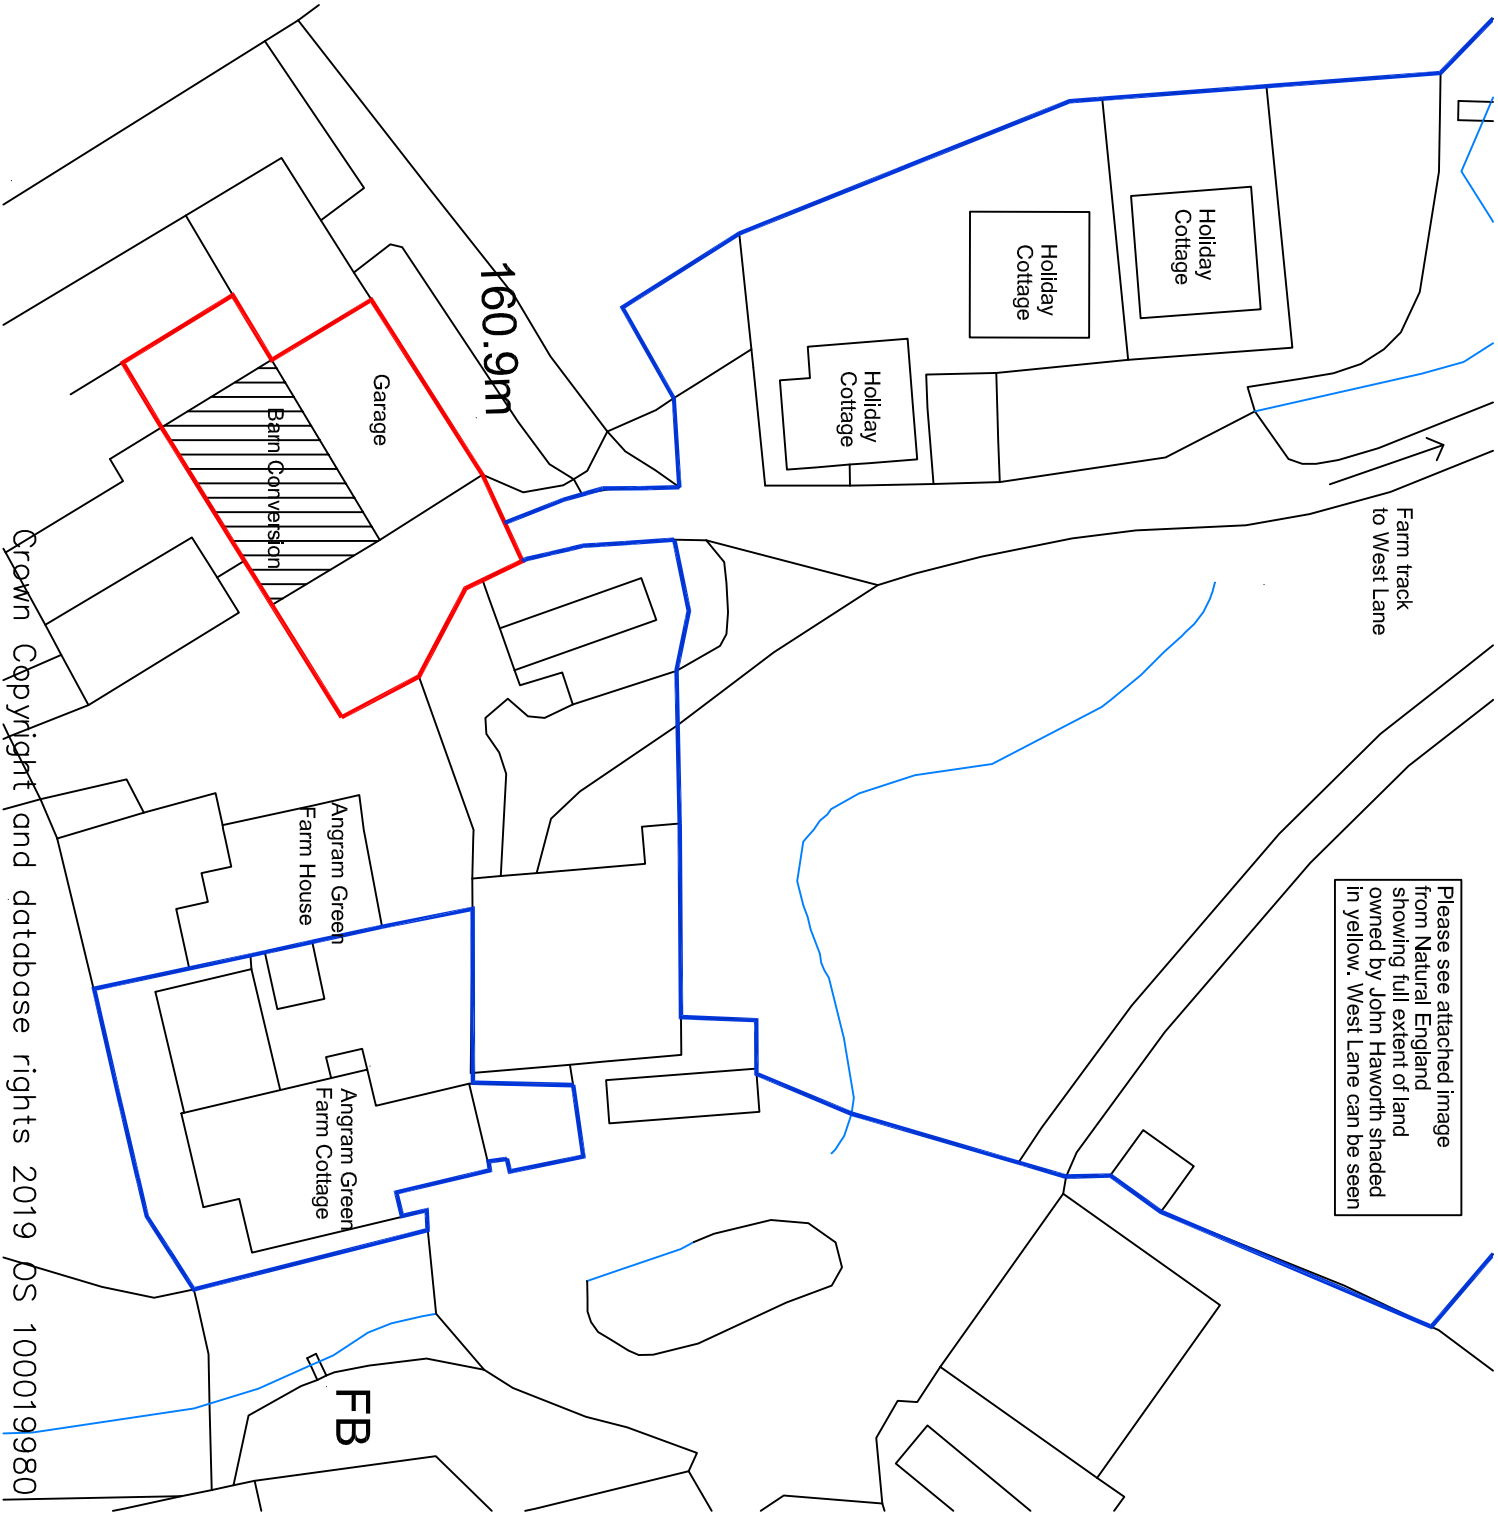 Please see attached image
from Natural England
showing full extent of land
owned by John Haworth shaded
in yellow. West Lane can be seen
Farm track
to West Lane
Holiday
Cottage
Holiday
Cottage
Holiday
Cottage
160.9m
Garage
Barn Conversion
Angram Green
Farm House
Angram Green
Farm Cottage
FB
Crown Copyright and database rights 2019 OS 100019980